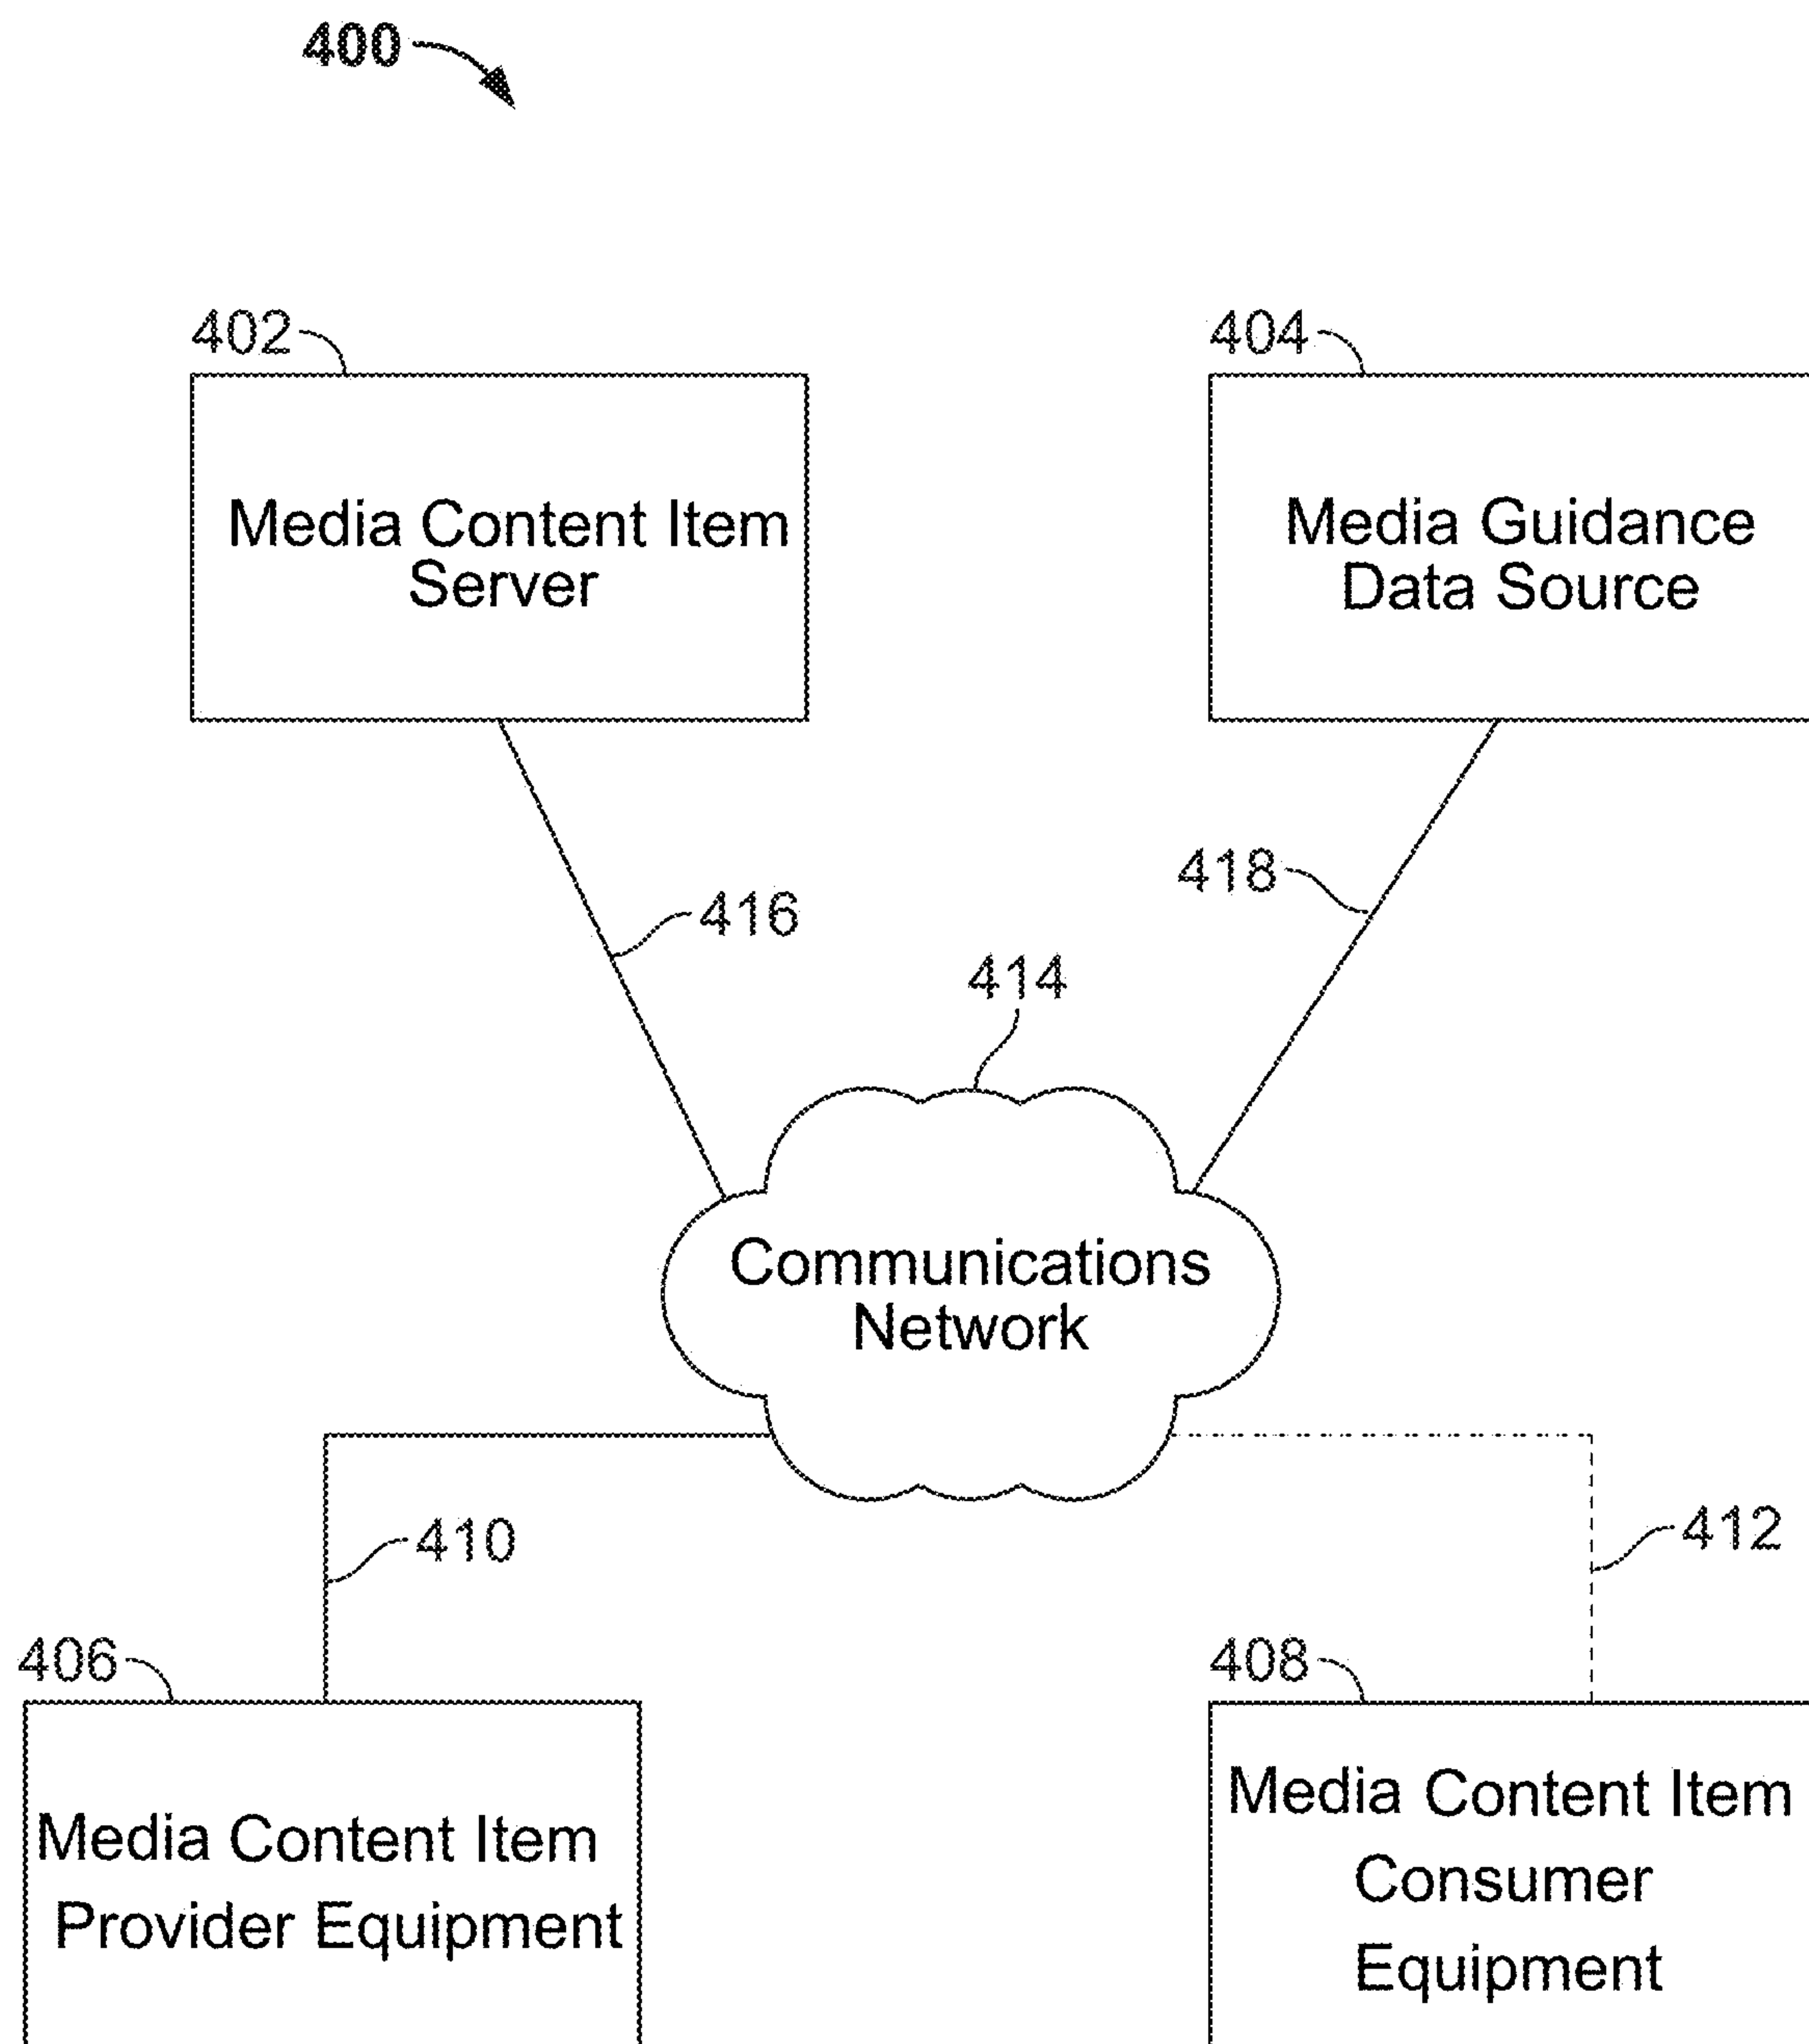 400
402
404
Media Content Item
Server
Media Guidance
Data Source
418
416
414
Communications
Network
410
412
406
408
Media Content Item
Provider Equipment
Media Content Item
Consumer
Equipment